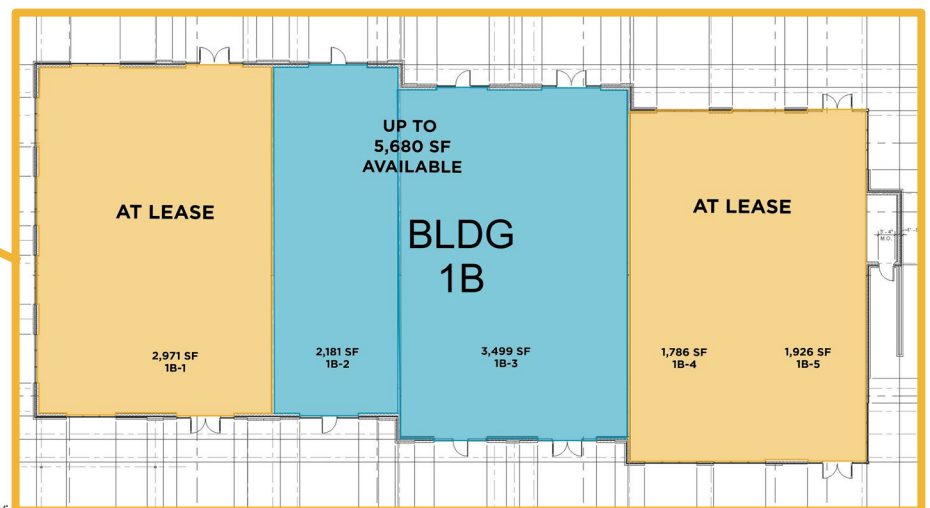 UP TO
5,680 SF
AVAILABLE
AT LEASE
AT LEASE
BLDG
1B
2,971 SF
1B-1
2,181 SF
1B-2
3,499 SF
1B-3
1,786 SF
1B-4
1,926 SF
1B-5
M.O.